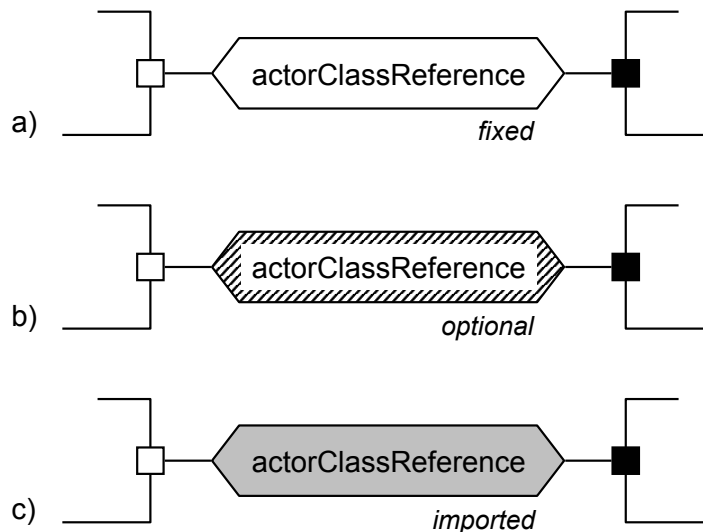 actorClassReference
a)
fixed
actorClassReference
b)
optional
actorClassReference
c)
imported